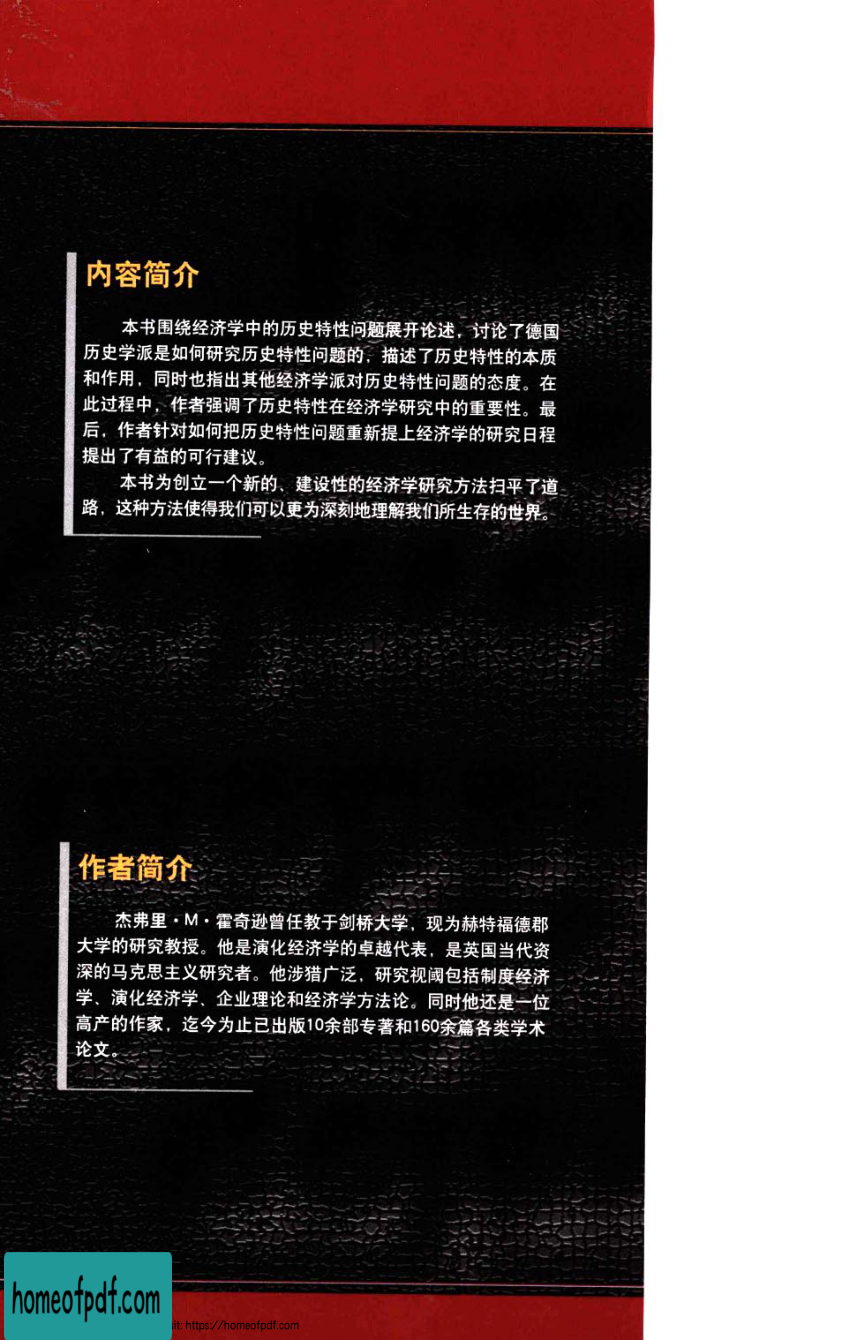 内容简介
本书围绕经济学中的历史特性问题展开论述，讨论了德国
历史学派是如何研究历史特性问题的，描述了历史特性的本质
和作用，同时也指出其他经济学派对历史特性问题的态度。在
此过程中，作者强调了历史特性在经济学研究中的重要性。最
后，作者针对如何把历史特性问题重新提上经济学的研究日程
提出了有益的可行建议。
本书为创立一个新的、建设性的经济学研究方法扫平了道
路，这种方法使得我们可以更为深刻地理解我们所生存的世界。
作者简介
杰弗里·M·霍奇逊曾任教于剑桥大学，现为赫特福德郡
大学的研究教授。他是演化经济学的卓越代表，是英国当代资
深的马克思主义研究者。他涉猎广泛，研究视阈包括制度经济
学、演化经济学、企业理论和经济学方法论。同时他还是一位
高产的作家，迄今为止已出版10余部专著和160余篇各类学术
论文。
homeofpdf.com
sit: https://homeofpdf.com